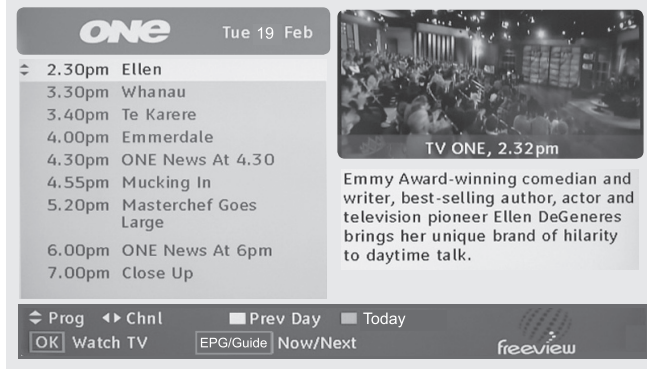 ONE Tue 19 Feb
2.30pm Ellen
3.30pm Whanau
3.40pm Te Karere
4.00pm Emmerdale
4.30pm ONE News At 4.30
4.55pm Mucking In
5.20pm Masterchef Goes
Large
6.00pm ONE News At 6pm
7.00pm Close Up
TV ONE, 2.32pm
Emmy Award-winning comedian and
writer, best-selling author, actor and
television pioneer Ellen DeGeneres
brings her unique brand of hilarity
to daytime talk.
Prog Chnl Prev Day Today
OK Watch TV EPG/Guide Now/Next
freeview